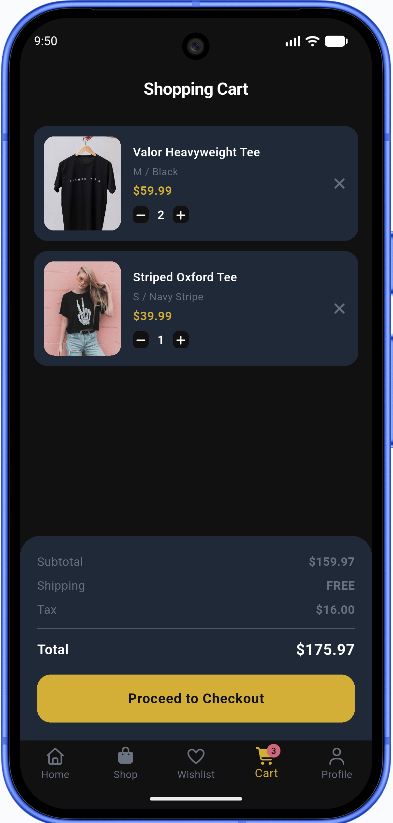 9:50
Shopping Cart
Valor Heavyweight Tee
M / Black
$59.99
− 2 +
Striped Oxford Tee
S / Navy Stripe
$39.99
− 1 +
Subtotal $159.97
Shipping FREE
Tax $16.00
Total $175.97
Proceed to Checkout
3
Home Shop Wishlist Cart Profile